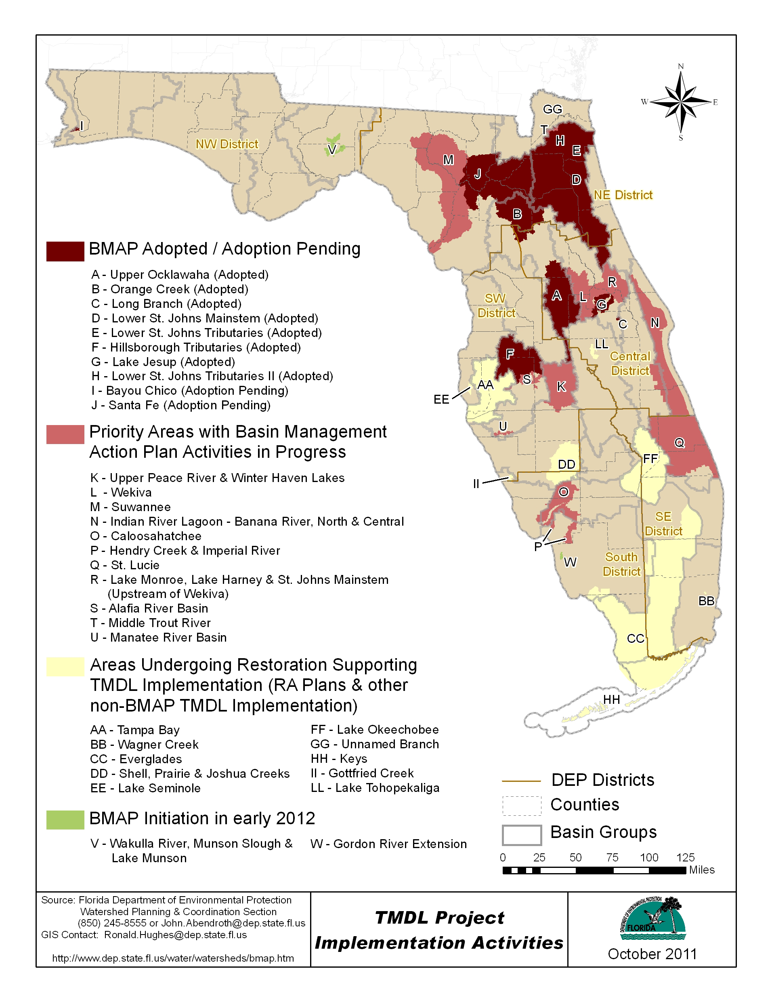 N
W
E
S
GG
T
H
E
I
NW District
V
M
J
D
NE District
B
BMAP Adopted / Adoption Pending
A - Upper Ocklawaha (Adopted)
B - Orange Creek (Adopted)
C - Long Branch (Adopted)
D - Lower St. Johns Mainstem (Adopted)
E - Lower St. Johns Tributaries (Adopted)
F - Hillsborough Tributaries (Adopted)
G - Lake Jesup (Adopted)
H - Lower St. Johns Tributaries II (Adopted)
I - Bayou Chico (Adoption Pending)
J - Santa Fe (Adoption Pending)
R
A
L
SW
District
G
N
C
LL
F
Central
District
S
AA
K
EE
Priority Areas with Basin Management
Action Plan Activities in Progress
K - Upper Peace River & Winter Haven Lakes
L - Wekiva
M - Suwannee
N - Indian River Lagoon - Banana River, North & Central
O - Caloosahatchee
P - Hendry Creek & Imperial River
Q - St. Lucie
R - Lake Monroe, Lake Harney & St. Johns Mainstem
(Upstream of Wekiva)
S - Alafia River Basin
T - Middle Trout River
U - Manatee River Basin
U
Q
FF
DD
II
O
SE
District
P
W
South
District
BB
CC
HH
Areas Undergoing Restoration Supporting
TMDL Implementation (RA Plans & other
non-BMAP TMDL Implementation)
AA - Tampa Bay
BB - Wagner Creek
CC - Everglades
DD - Shell, Prairie & Joshua Creeks
EE - Lake Seminole
FF - Lake Okeechobee
GG - Unnamed Branch
HH - Keys
II - Gottfried Creek
LL - Lake Tohopekaliga
BMAP Initiation in early 2012
V - Wakulla River, Munson Slough &
Lake Munson
W - Gordon River Extension
DEP Districts
Counties
Basin Groups
0 25 50 75 100 125
Miles
Source: Florida Department of Environmental Protection
Watershed Planning & Coordination Section
(850) 245-8555 or John.Abendroth@dep.state.fl.us
GIS Contact: Ronald.Hughes@dep.state.fl.us
http://www.dep.state.fl.us/water/watersheds/bmap.htm
TMDL Project
Implementation Activities
DEPARTMENT OF ENVIRONMENTAL PROTECTION
FLORIDA
October 2011